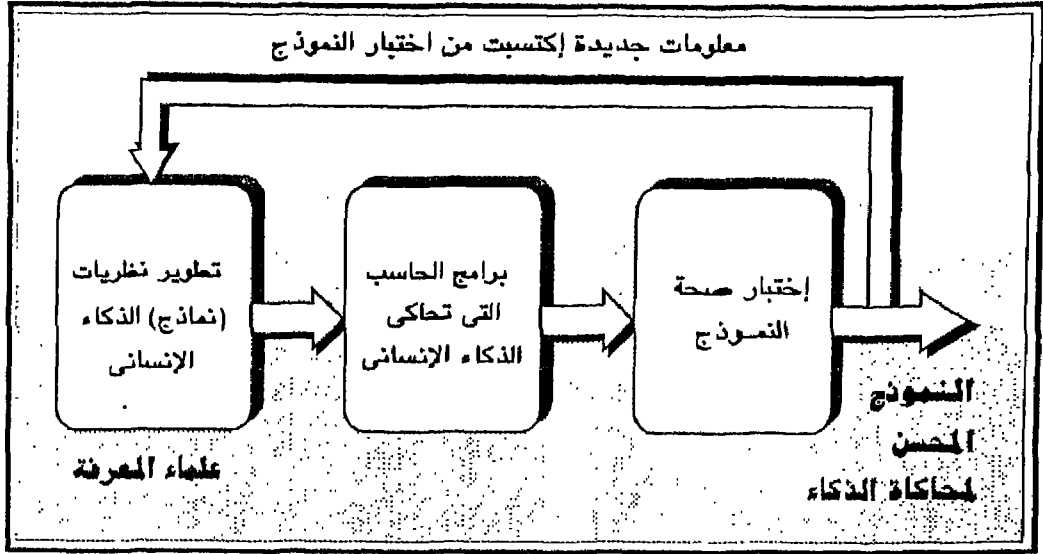 معلومات جديدة إكتسبت من اختبار النموذج
تطوير نظريات
(نماذج) الذكاء
الإنسانى
برامج الحاسب
التى تحاكى
الذكاء الإنسانى
إختبار صحة
النمـوذج
النموذج
المحسن
لمحاكاة الذكاء
علماء المعرفة